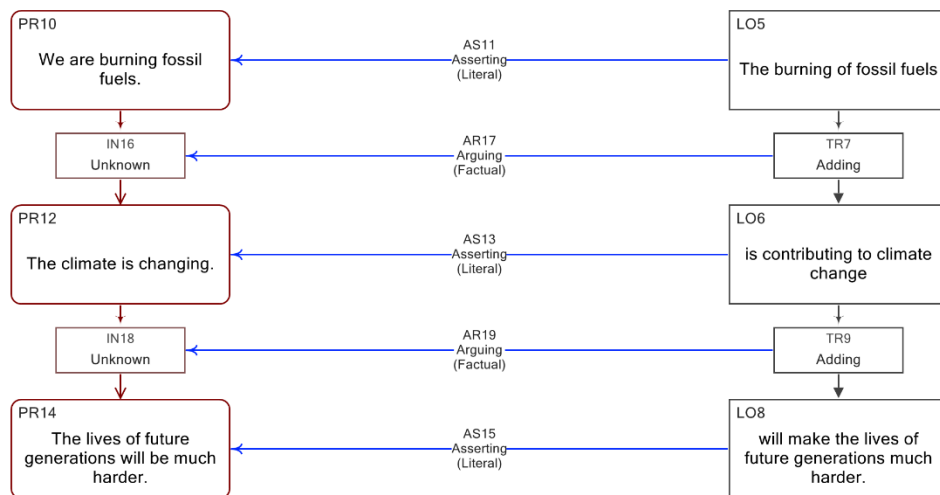 PR10
We are burning fossil
fuels.
AS11
Asserting
(Literal)
LO5
The burning of fossil fuels
IN16
Unknown
AR17
Arguing
(Factual)
TR7
Adding
PR12
The climate is changing.
AS13
Asserting
(Literal)
LO6
is contributing to climate
change
IN18
Unknown
AR19
Arguing
(Factual)
TR9
Adding
PR14
The lives of future
generations will be much
harder.
AS15
Asserting
(Literal)
LO8
will make the lives of
future generations much
harder.